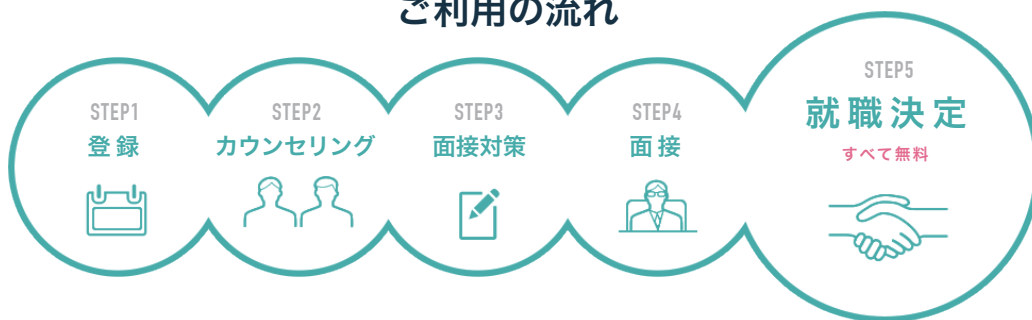 ご利用の流れ
STEP1
登録
STEP2
カウンセリング
STEP3
面接対策
STEP4
面接
STEP5
就職決定
すべて無料